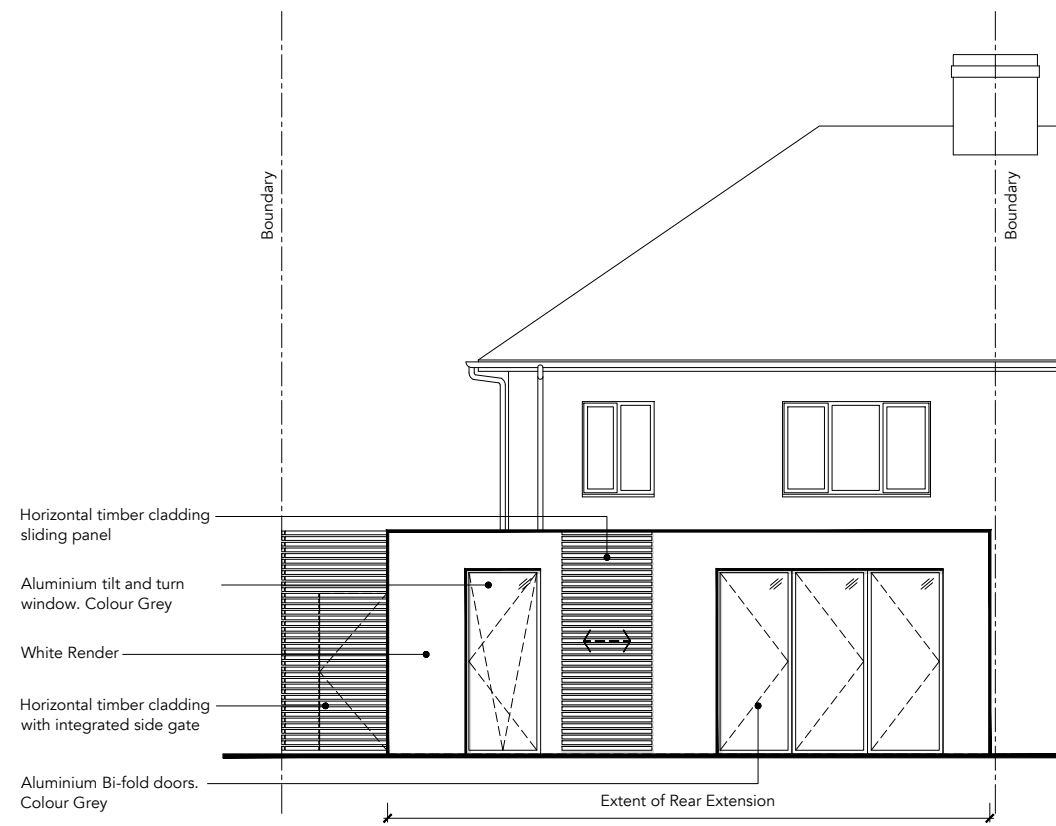 Boundary
Boundary
Horizontal timber cladding
sliding panel
Aluminium tilt and turn
window. Colour Grey
White Render
Horizontal timber cladding
with integrated side gate
Aluminium Bi-fold doors.
Colour Grey
Extent of Rear Extension